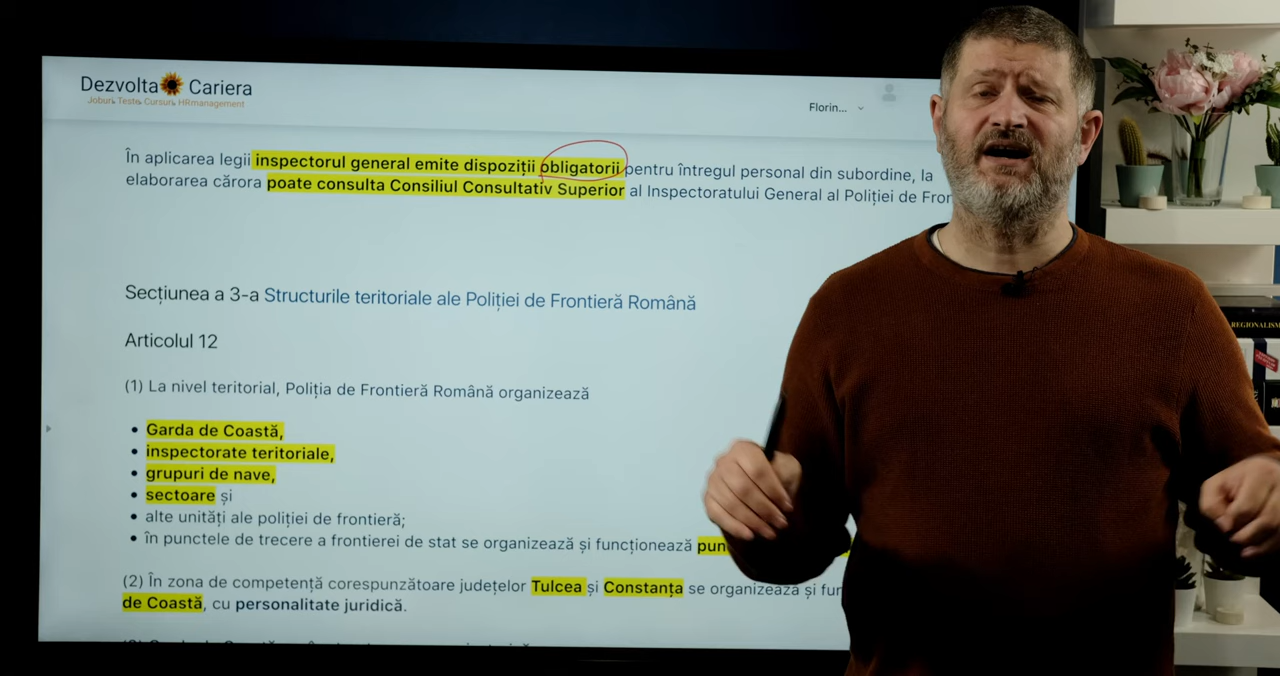 Dezvolta Cariera
Joburi, Teste, Cursuri, HRmanagement
Florin...
În aplicarea legii inspectorul general emite dispoziții obligatorii pentru întregul personal din subordine, la
elaborarea cărora poate consulta Consiliul Consultativ Superior al Inspectoratului General al Poliției de Fron
Secțiunea a 3-a Structurile teritoriale ale Poliției de Frontieră Română
Articolul 12
(1) La nivel teritorial, Poliția de Frontieră Română organizează
• Garda de Coastă,
• inspectorate teritoriale,
• grupuri de nave,
• sectoare și
• alte unități ale poliției de frontieră;
• în punctele de trecere a frontierei de stat se organizează și funcționează pun
(2) În zona de competență corespunzătoare județelor Tulcea și Constanța se organizează și fun
de Coastă, cu personalitate juridică.
REGIONALISM